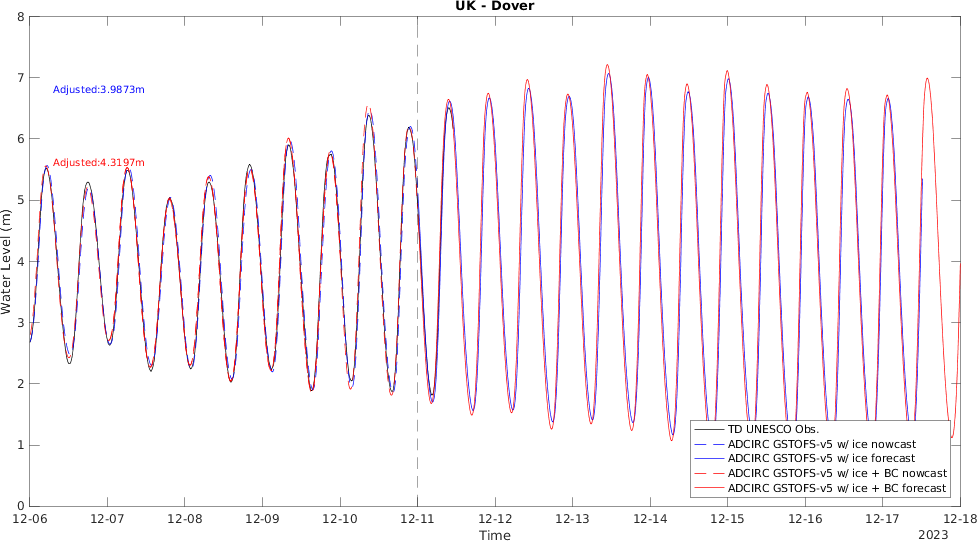 UK - Dover
8
7
6
5
4
3
2
1
0
Water Level (m)
Adjusted:3.9873m
Adjusted:4.3197m
TD UNESCO Obs.
ADCIRC GSTOFS-v5 w/ ice nowcast
ADCIRC GSTOFS-v5 w/ ice forecast
ADCIRC GSTOFS-v5 w/ ice + BC nowcast
ADCIRC GSTOFS-v5 w/ ice + BC forecast
12-06 12-07 12-08 12-09 12-10 12-11 12-12 12-13 12-14 12-15 12-16 12-17 12-18
Time
2023